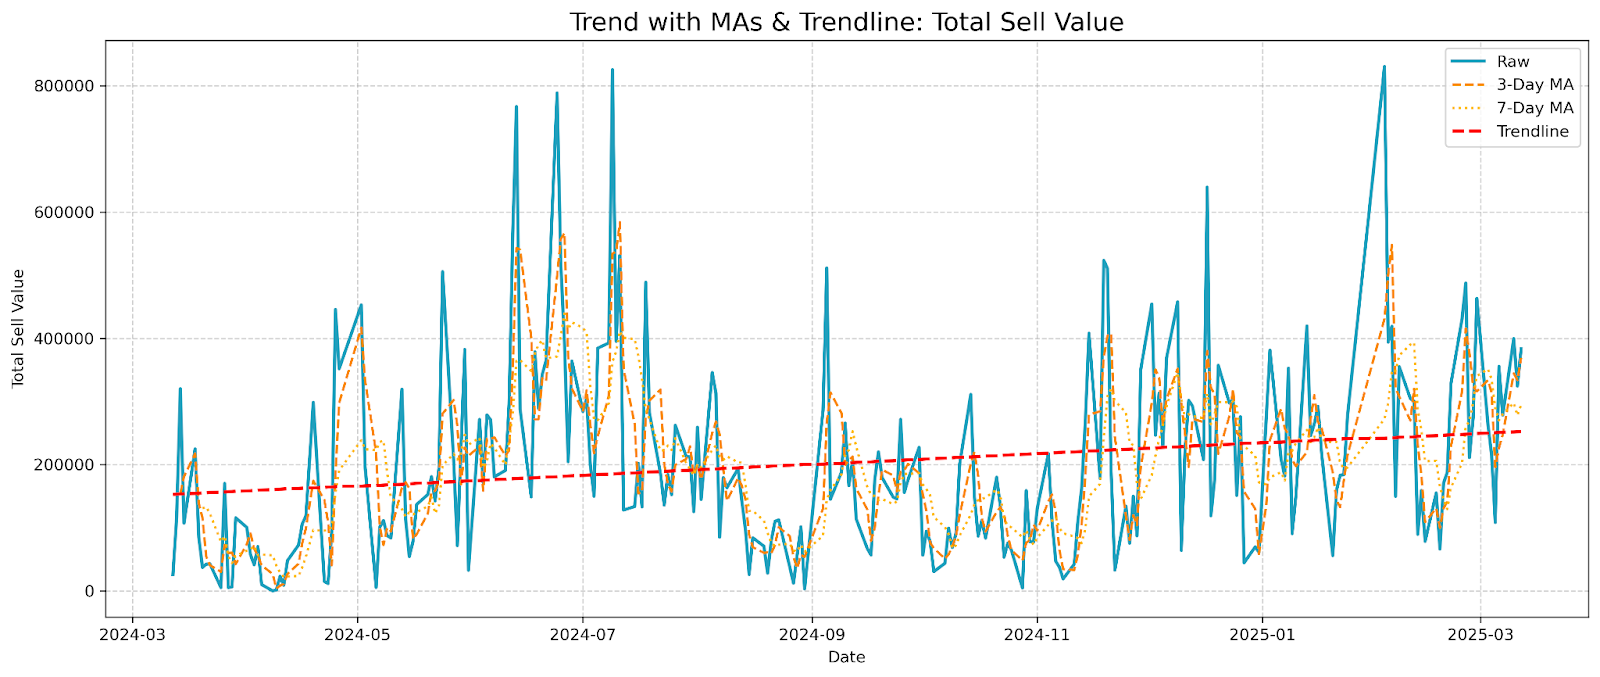 Trend with MAs & Trendline: Total Sell Value
Raw
3-Day MA
7-Day MA
Trendline
Total Sell Value
800000
600000
400000
200000
0
2024-03
2024-05
2024-07
2024-09
2024-11
2025-01
2025-03
Date